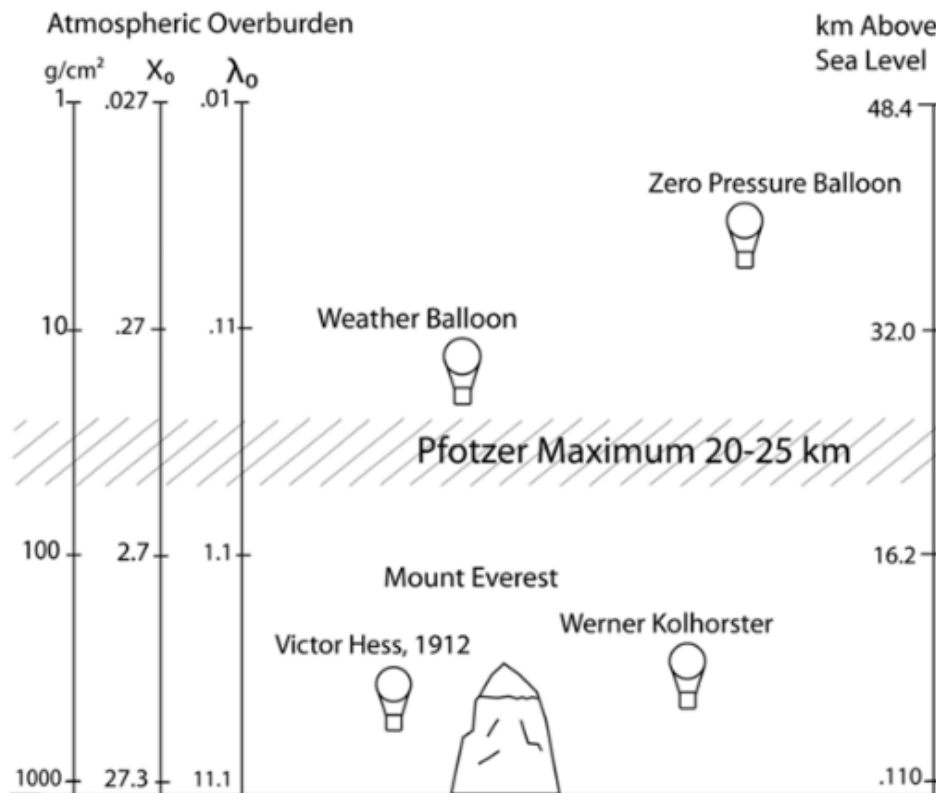 Atmospheric Overburden
km Above
Sea Level
g/cm² X₀ λ₀
1 .027 .01 48.4
Zero Pressure Balloon
Weather Balloon
10 .27 .11 32.0
Pfotzer Maximum 20-25 km
100 2.7 1.1 16.2
Mount Everest
Werner Kolhorster
Victor Hess, 1912
1000 27.3 11.1 .110